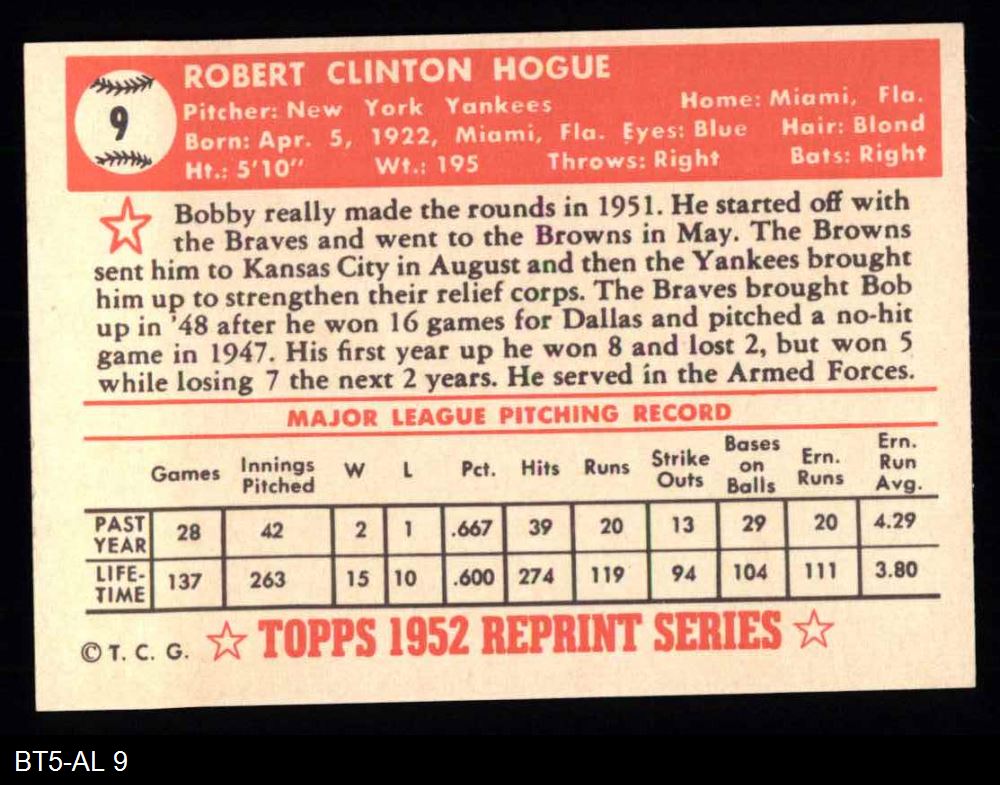 9
ROBERT CLINTON HOGUE
Pitcher: New York Yankees Home: Miami, Fla.
Born: Apr. 5, 1922, Miami, Fla. Eyes: Blue Hair: Blond
Ht.: 5'10" Wt.: 195 Throws: Right Bats: Right
Bobby really made the rounds in 1951. He started off with
the Braves and went to the Browns in May. The Browns
sent him to Kansas City in August and then the Yankees brought
him up to strengthen their relief corps. The Braves brought Bob
up in '48 after he won 16 games for Dallas and pitched a no-hit
game in 1947. His first year up he won 8 and lost 2, but won 5
while losing 7 the next 2 years. He served in the Armed Forces.
MAJOR LEAGUE PITCHING RECORD
Games Innings Pitched W L Pct. Hits Runs Strike Outs Bases on Balls Ern. Runs Ern. Run Avg.
PAST YEAR 28 42 2 1 .667 39 20 13 29 20 4.29
LIFE-TIME 137 263 15 10 .600 274 119 94 104 111 3.80
© T. C. G. TOPPS 1952 REPRINT SERIES
BT5-AL 9